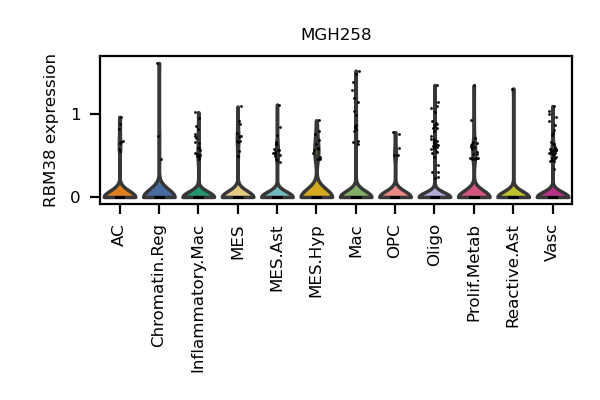 MGH258
RBM38 expression
1
0
AC
Chromatin.Reg
Inflammatory.Mac
MES
MES.Ast
MES.Hyp
Mac
OPC
Oligo
Prolif.Metab
Reactive.Ast
Vasc